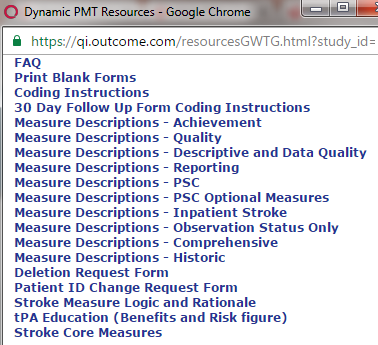 Dynamic PMT Resources - Google Chrome
https://qi.outcome.com/resourcesGWTG.html?study_id=
FAQ
Print Blank Forms
Coding Instructions
30 Day Follow Up Form Coding Instructions
Measure Descriptions - Achievement
Measure Descriptions - Quality
Measure Descriptions - Descriptive and Data Quality
Measure Descriptions - Reporting
Measure Descriptions - PSC
Measure Descriptions - PSC Optional Measures
Measure Descriptions - Inpatient Stroke
Measure Descriptions - Observation Status Only
Measure Descriptions - Comprehensive
Measure Descriptions - Historic
Deletion Request Form
Patient ID Change Request Form
Stroke Measure Logic and Rationale
tPA Education (Benefits and Risk figure)
Stroke Core Measures